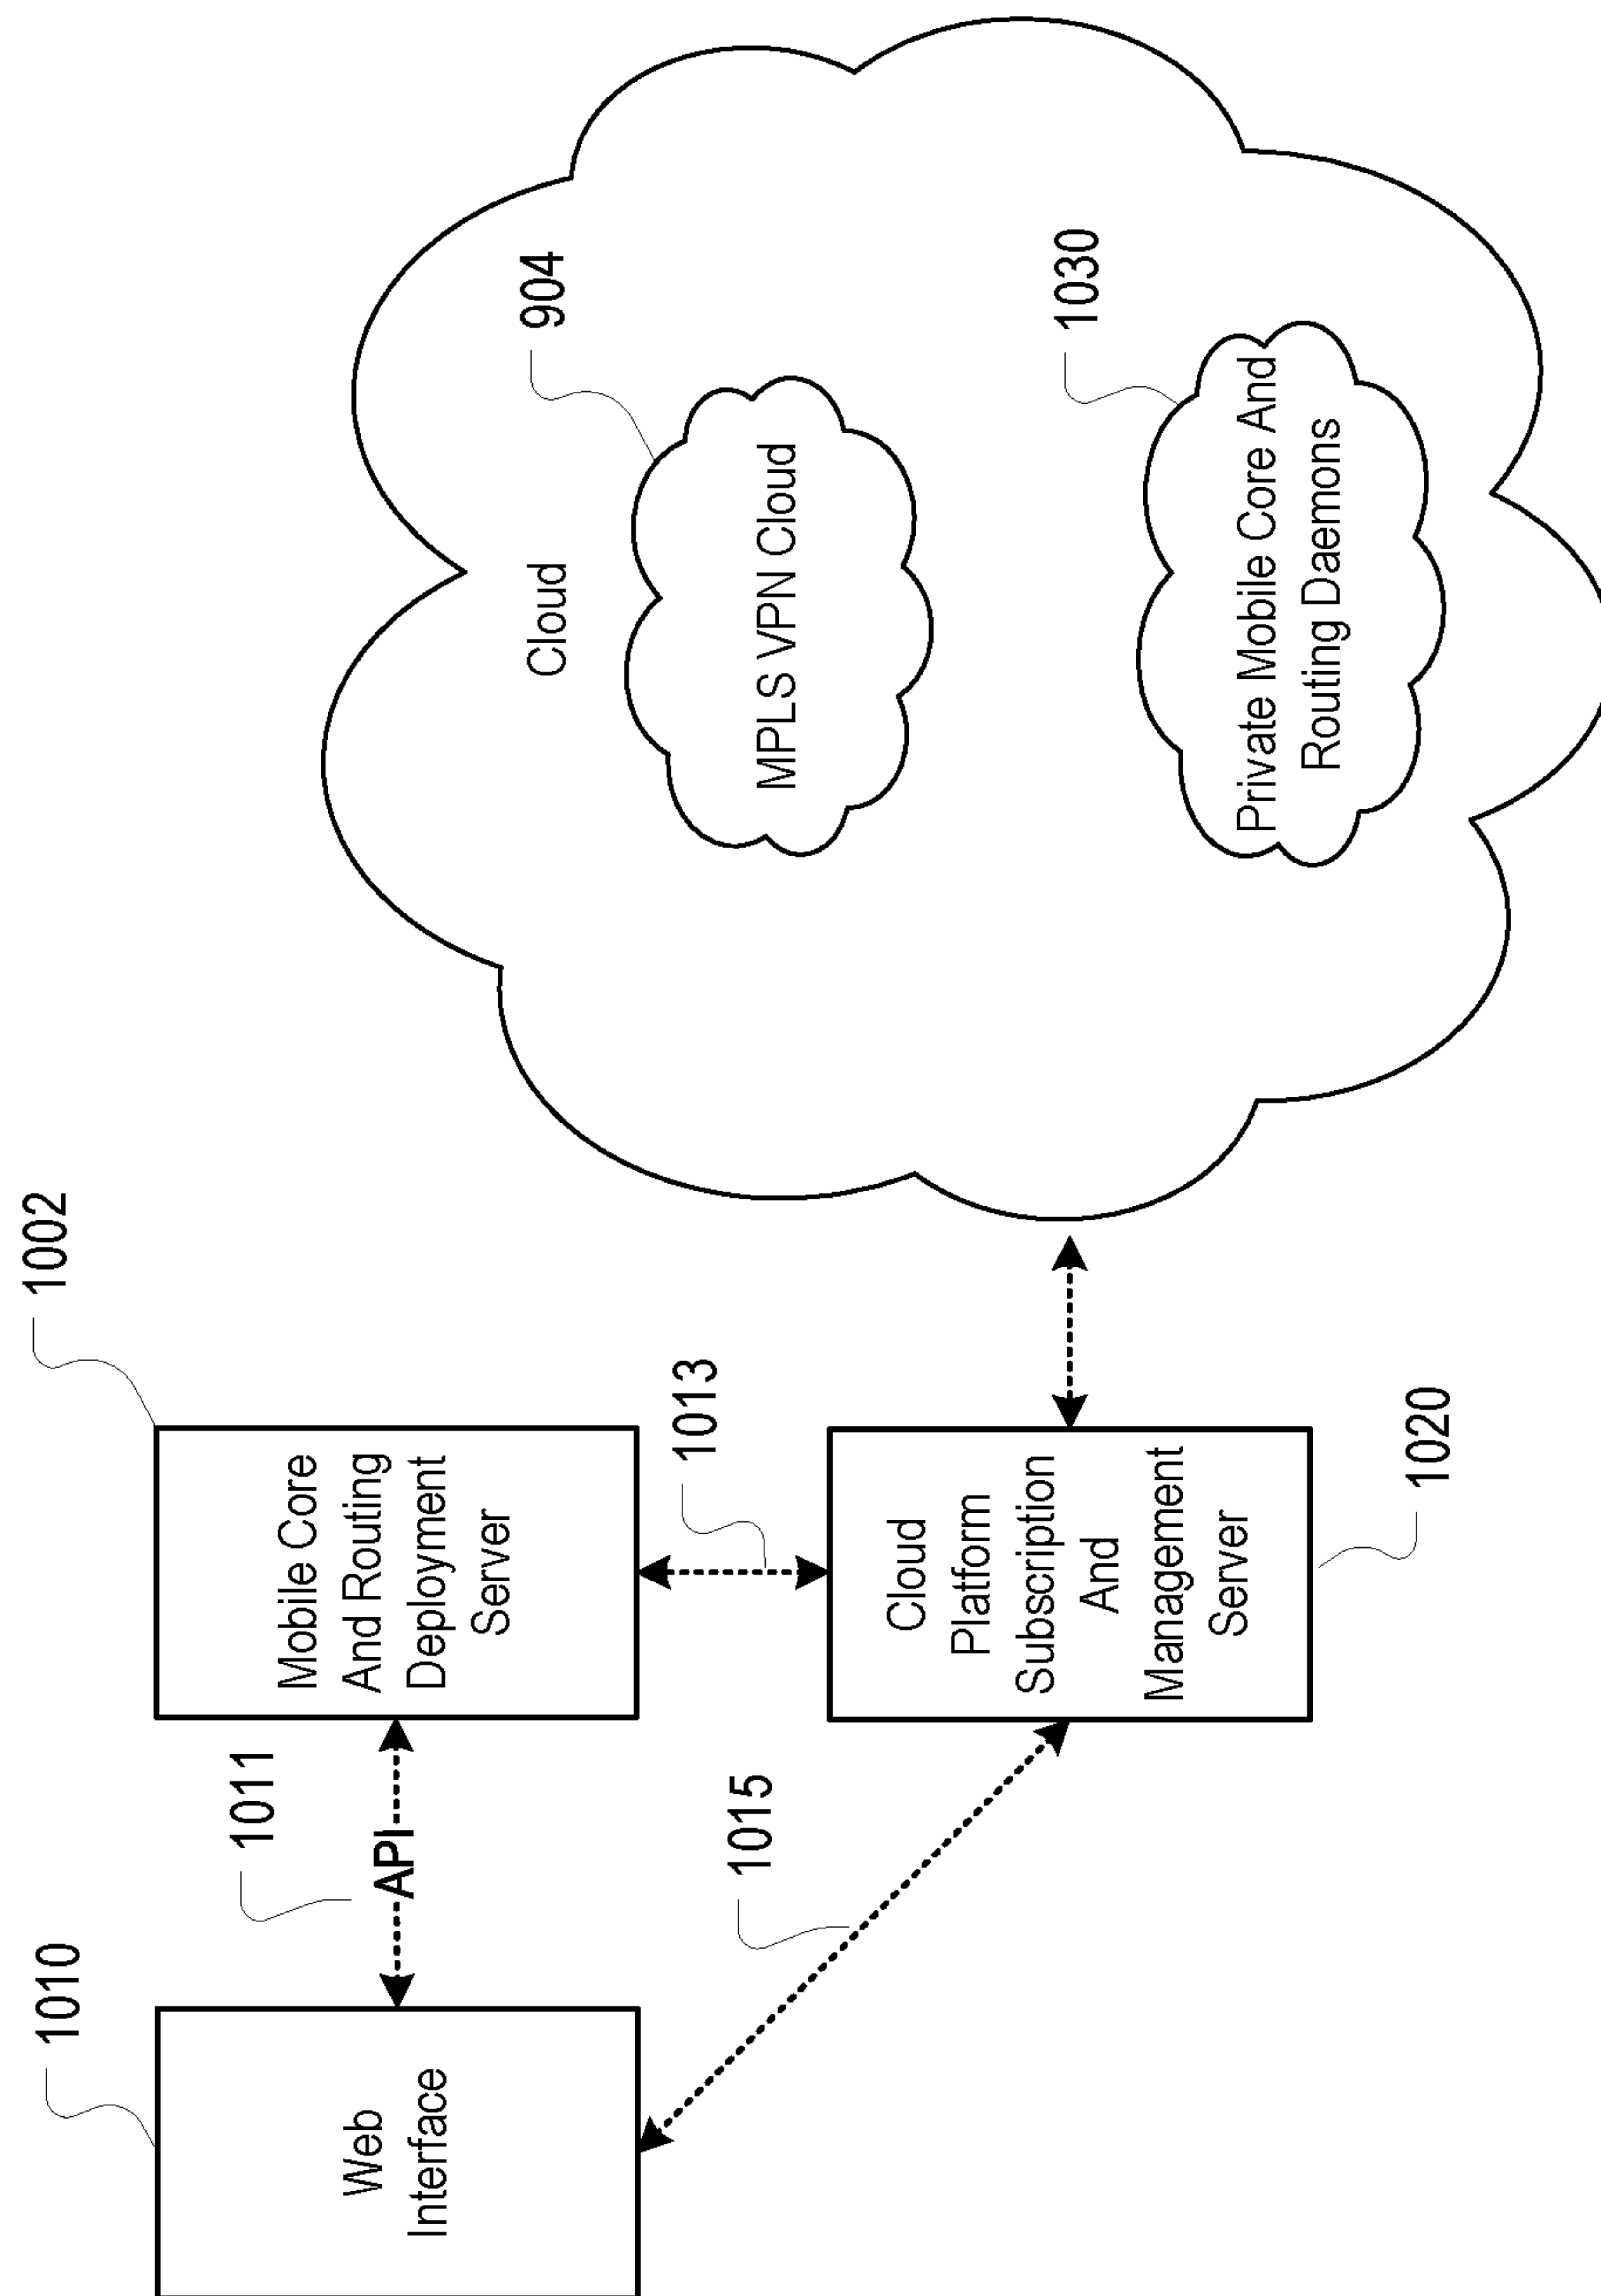 1010
Web
Interface
1011
API
1002
Mobile Core
And Routing
Deployment
Server
1013
1015
Cloud
Platform
Subscription
And
Management
Server
1020
Cloud
904
MPLS VPN Cloud
1030
Private Mobile Core And
Routing Daemons